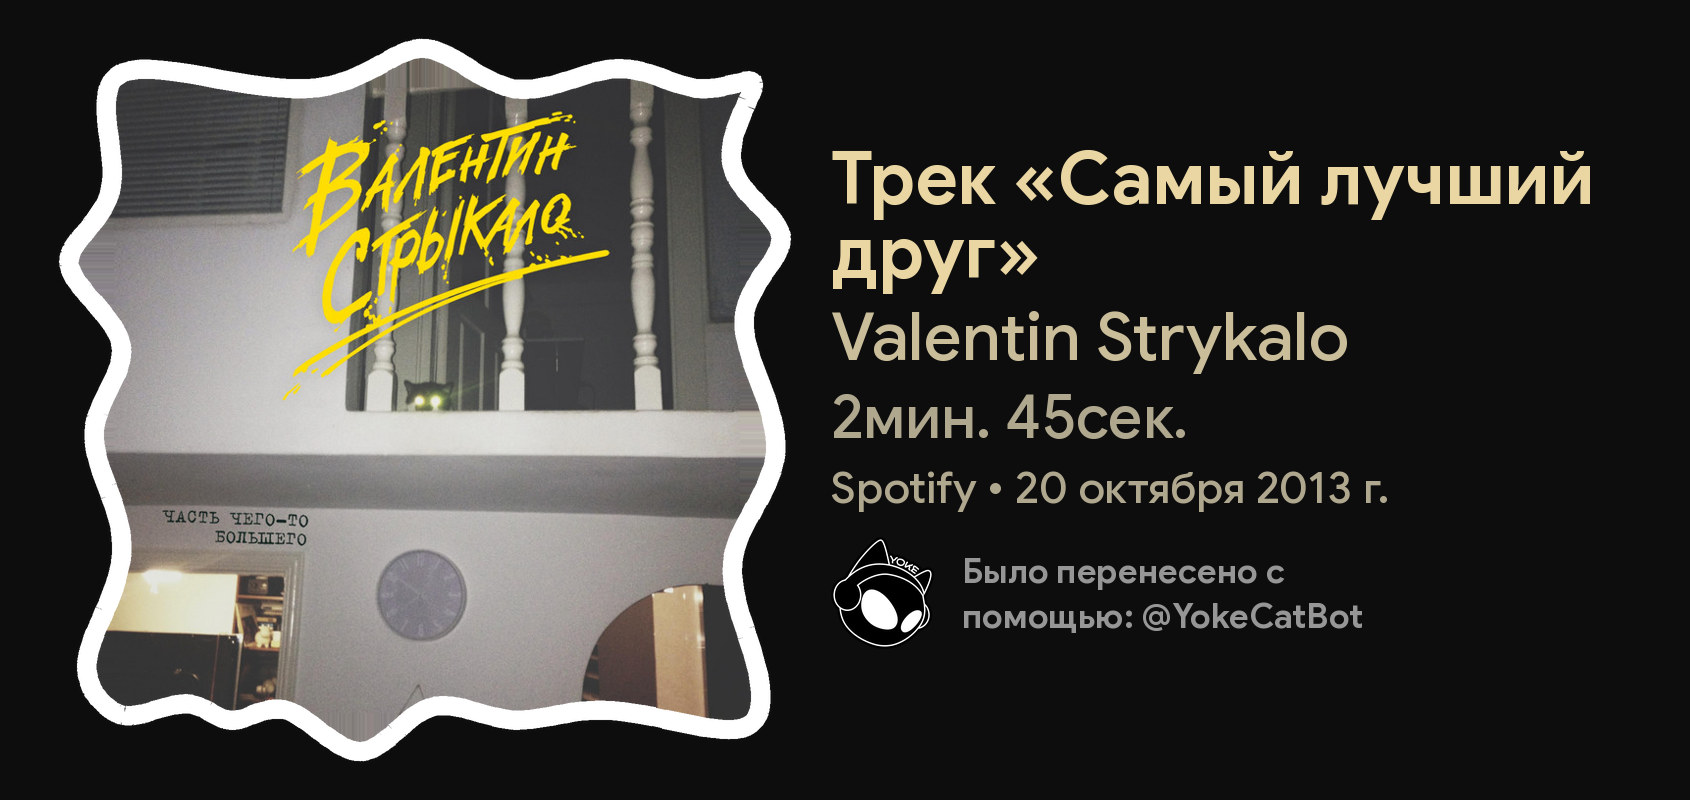 ВАЛЕНТИН
СТРЫКАЛО
ЧАСТЬ ЧЕГО-ТО
БОЛЬШЕГО
Трек «Самый лучший
друг»
Valentin Strykalo
2мин. 45сек.
Spotify • 20 октября 2013 г.
YOKE
Было перенесено с
помощью: @YokeCatBot